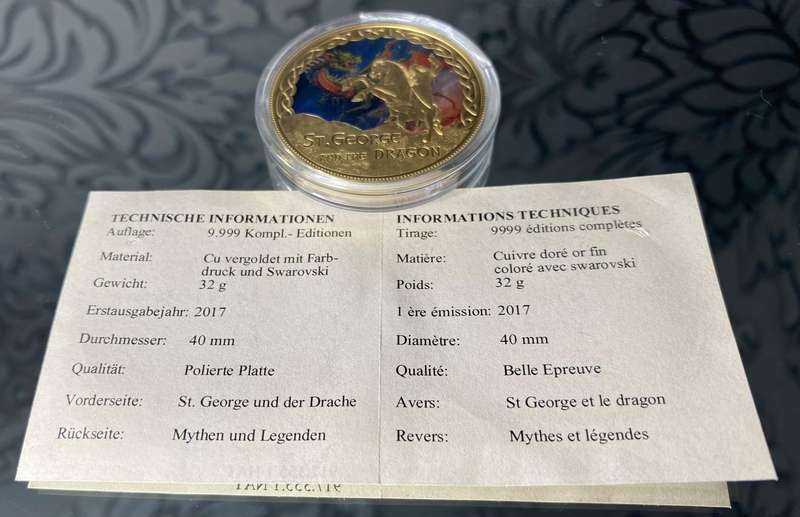 ST. GEORGE
AND THE DRAGON
TECHNISCHE INFORMATIONEN
Auflage: 9.999 Kompl.- Editionen
Material: Cu vergoldet mit Farb-
druck und Swarovski
Gewicht: 32 g
Erstausgabejahr: 2017
Durchmesser: 40 mm
Qualität: Polierte Platte
Vorderseite: St. George und der Drache
Rückseite: Mythen und Legenden
INFORMATIONS TECHNIQUES
Tirage: 9999 éditions complètes
Matière: Cuivre doré or fin
coloré avec swarovski
Poids: 32 g
1 ère émission: 2017
Diamètre: 40 mm
Qualité: Belle Epreuve
Avers: St George et le dragon
Revers: Mythes et légendes